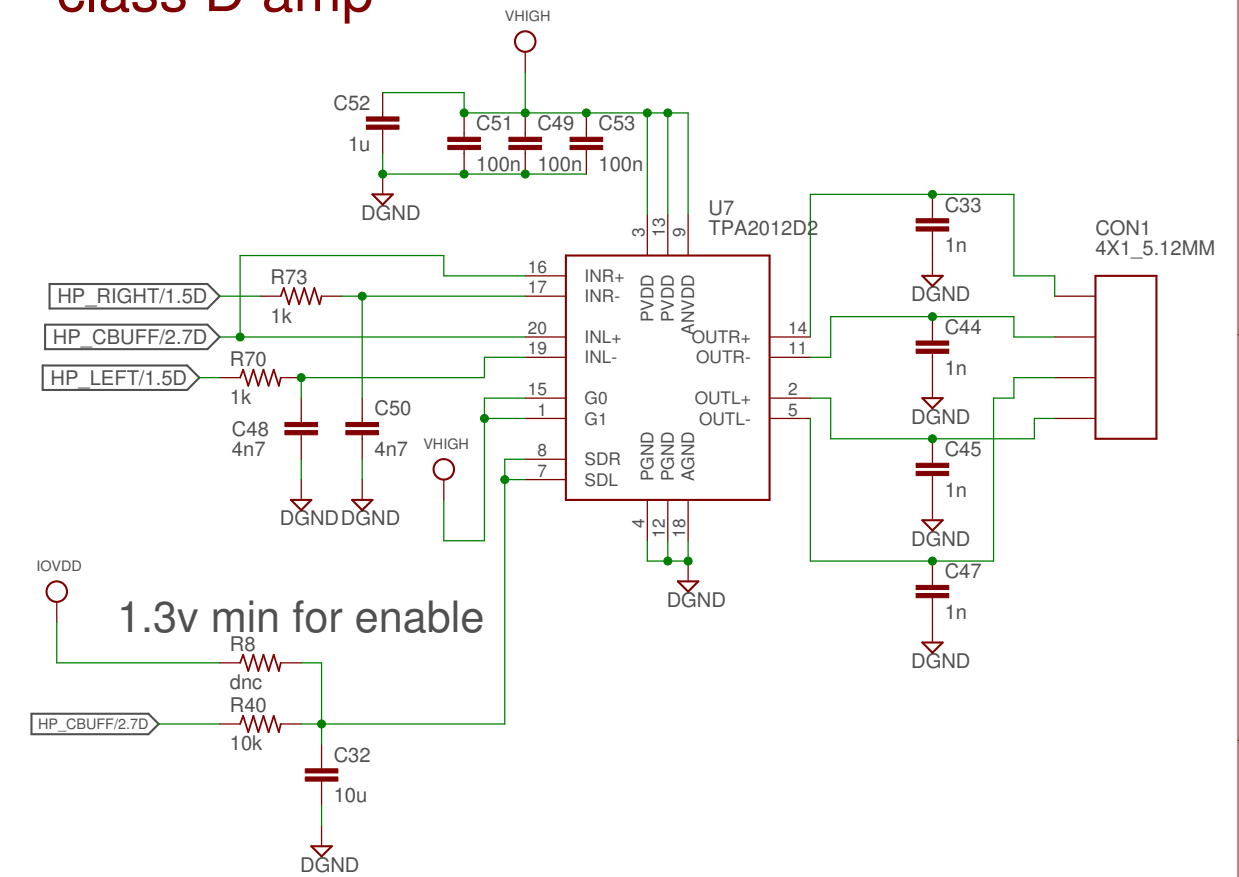 class D amp
VHIGH
C52
1u
C51
100n
C49
100n
C53
100n
DGND
U7
TPA2012D2
3
13
9
PVDD
PVDD
ANVDD
16
INR+
17
INR-
20
INL+
19
INL-
15
G0
1
G1
8
SDR
7
SDL
OUTR+
14
OUTR-
11
OUTL+
2
OUTL-
5
PGND
PGND
AGND
4
12
18
DGND
HP_RIGHT/1.5D
R73
1k
HP_CBUFF/2.7D
HP_LEFT/1.5D
R70
1k
C48
4n7
C50
4n7
DGND
DGND
VHIGH
C33
1n
DGND
C44
1n
DGND
C45
1n
DGND
C47
1n
DGND
CON1
4X1_5.12MM
IOVDD
1.3v min for enable
R8
dnc
HP_CBUFF/2.7D
R40
10k
C32
10u
DGND